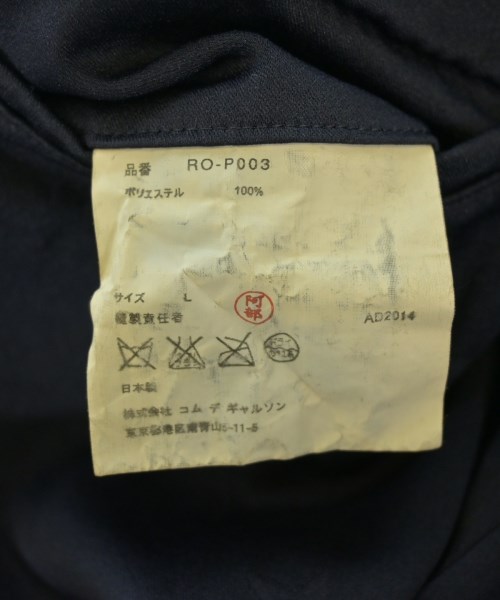 品番 RO-P003
ポリエステル 100%
サイズ L
阿部
縫製責任者 AD2014
日本製
株式会社 コム デ ギャルソン
東京都港区南青山5-11-5